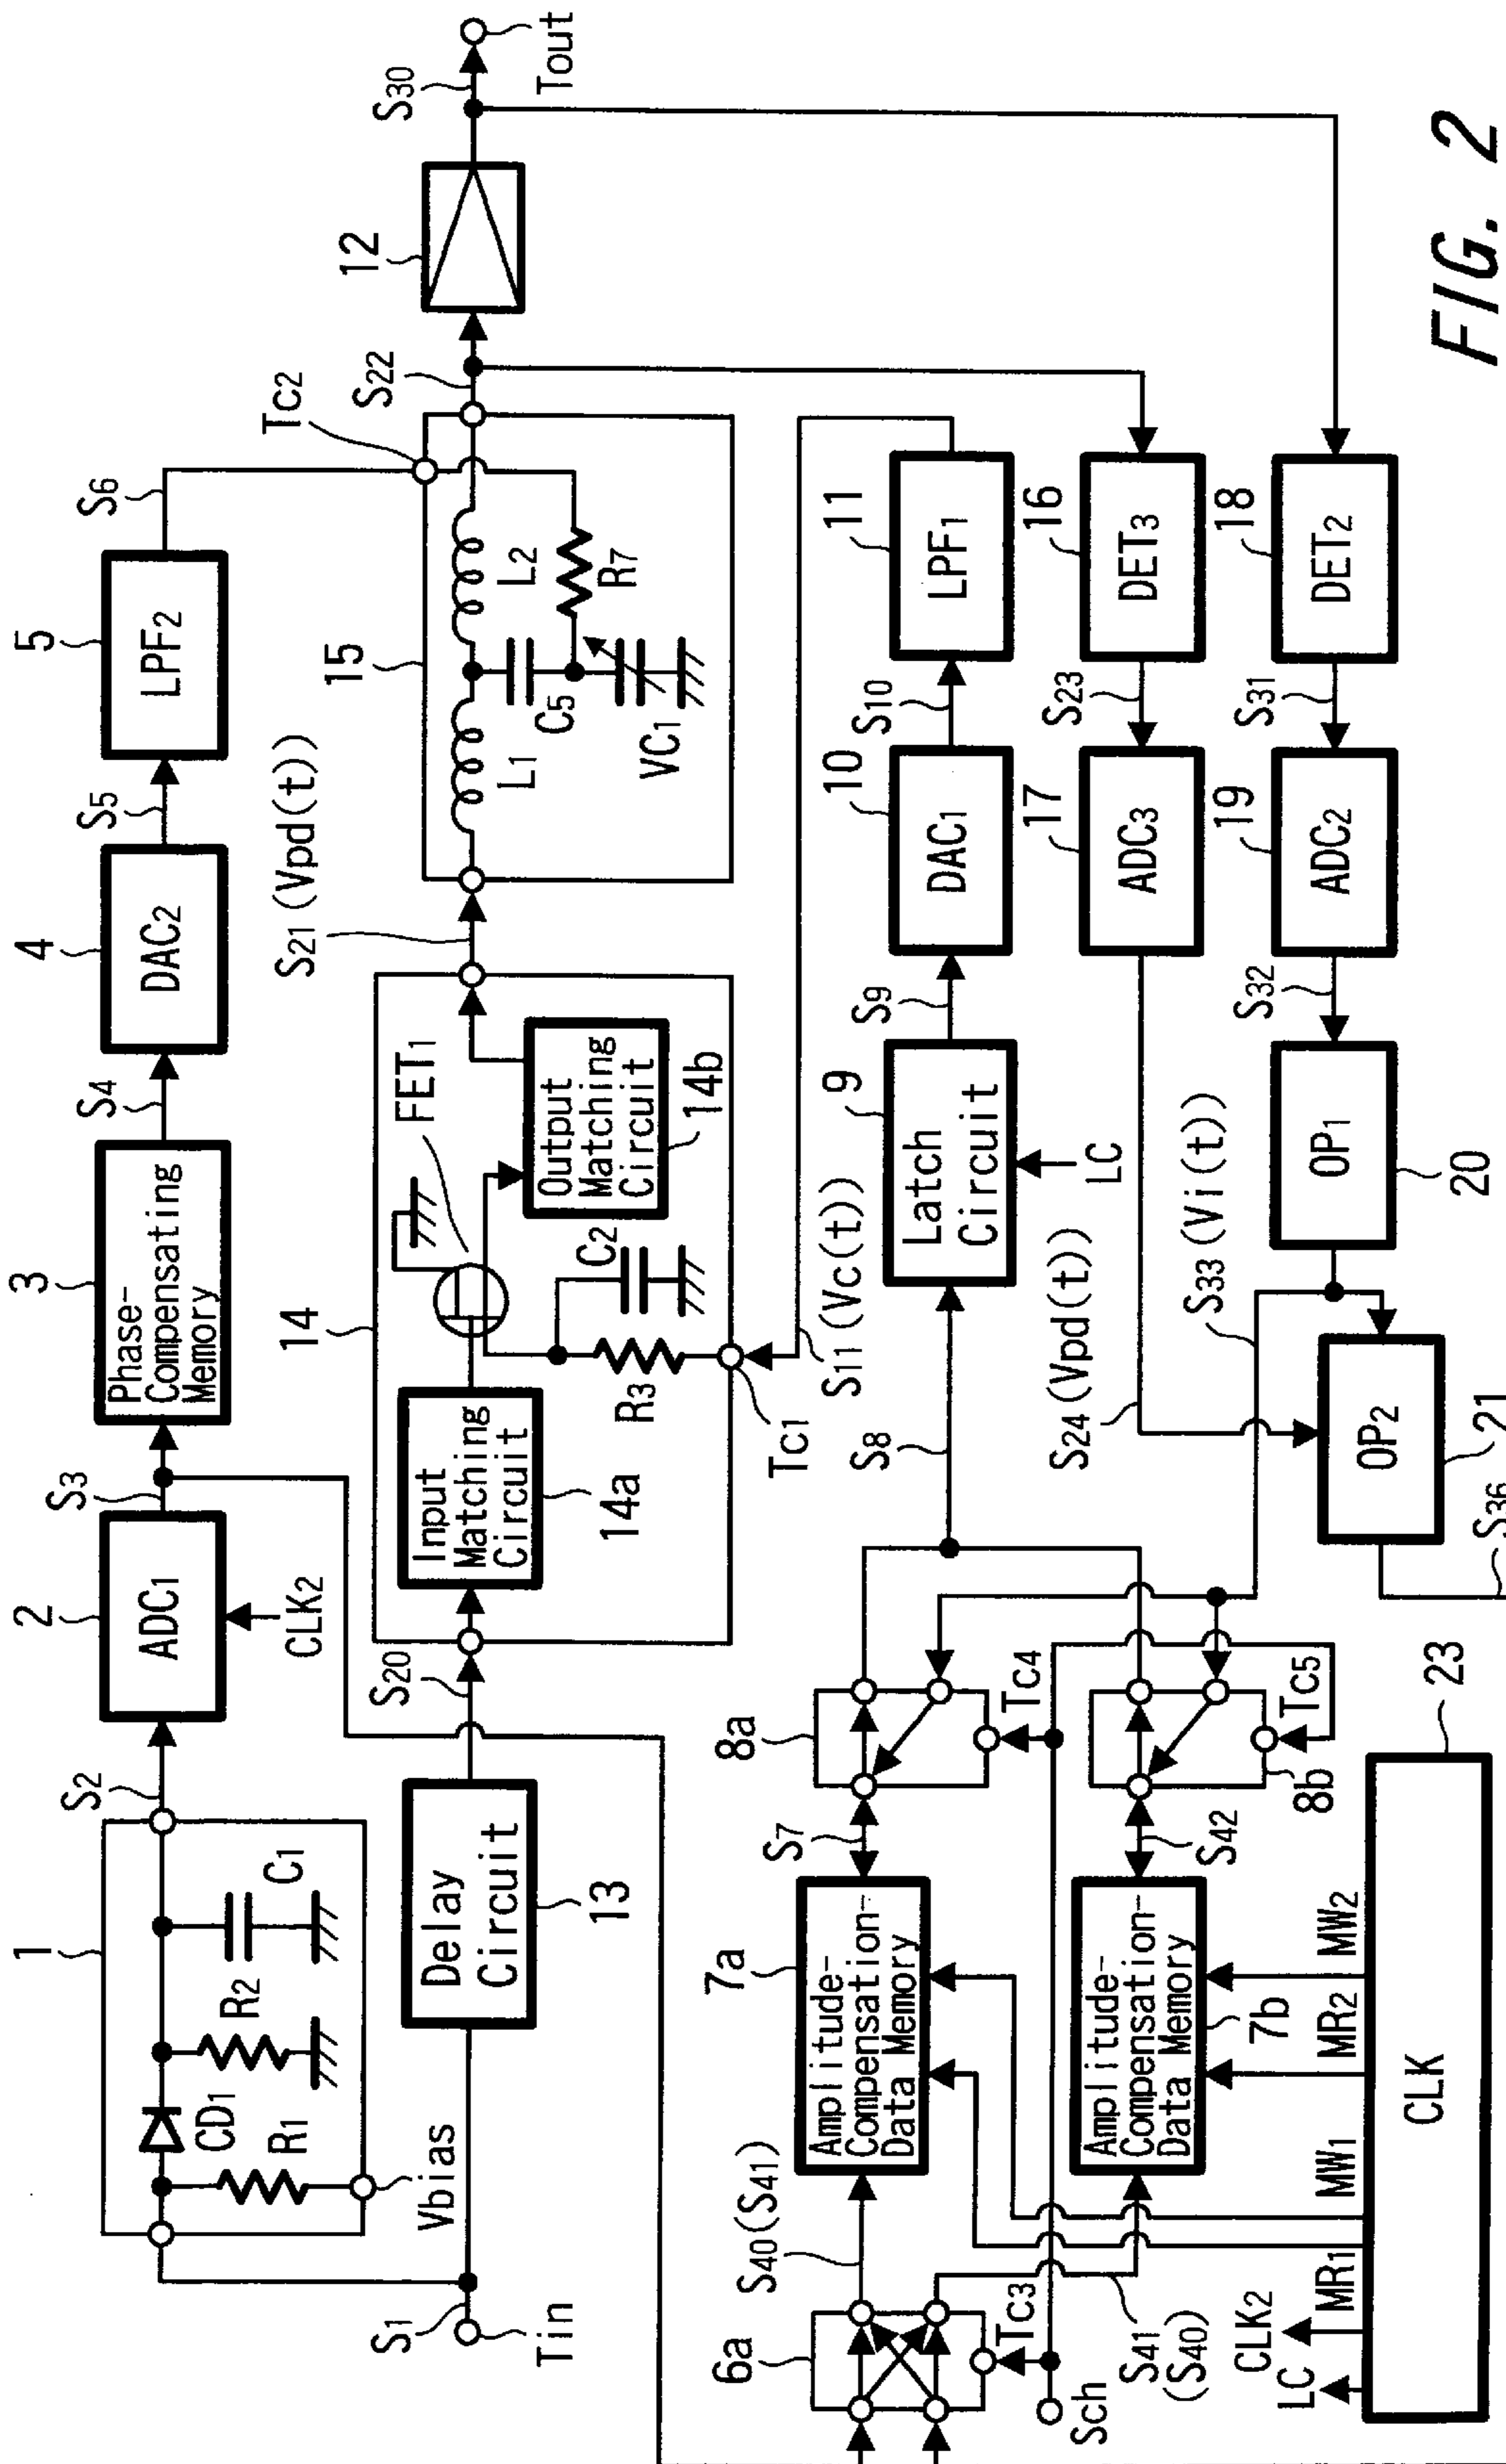 1
S1
Tin
Vbias
R1
CD1
R2
C1
S2
2
ADC1
CLK2
S3
3
Phase-
Compensating
Memory
S4
4
DAC2
S5
5
LPF2
S6
Tc2
Delay
Circuit
13
S20
14
Input
Matching
Circuit
14a
FET1
R3
C2
Tc1
Output
Matching
Circuit
14b
S21 (Vpd(t))
15
L1
L2
C5
VC1
R7
S22
12
S30
Tout
6a
Tc3
Sch
S40 (S41)
S41
(S40)
7a
Amplitude-
Compensation-
Data Memory
S7
8a
Tc4
Amplitude-
Compensation-
Data Memory
7b
S42
8b
Tc5
S8
9
Latch
Circuit
LC
S9
10
DAC1
S10
11
LPF1
S11 (Vc(t))
16
DET3
S23
17
ADC3
S24 (Vpd(t))
18
DET2
S31
19
ADC2
S32
OP1
20
S33 (Vi(t))
OP2
21
S36
LC
CLK2
MR1
MW1
MR2
MW2
CLK
23
FIG. 2